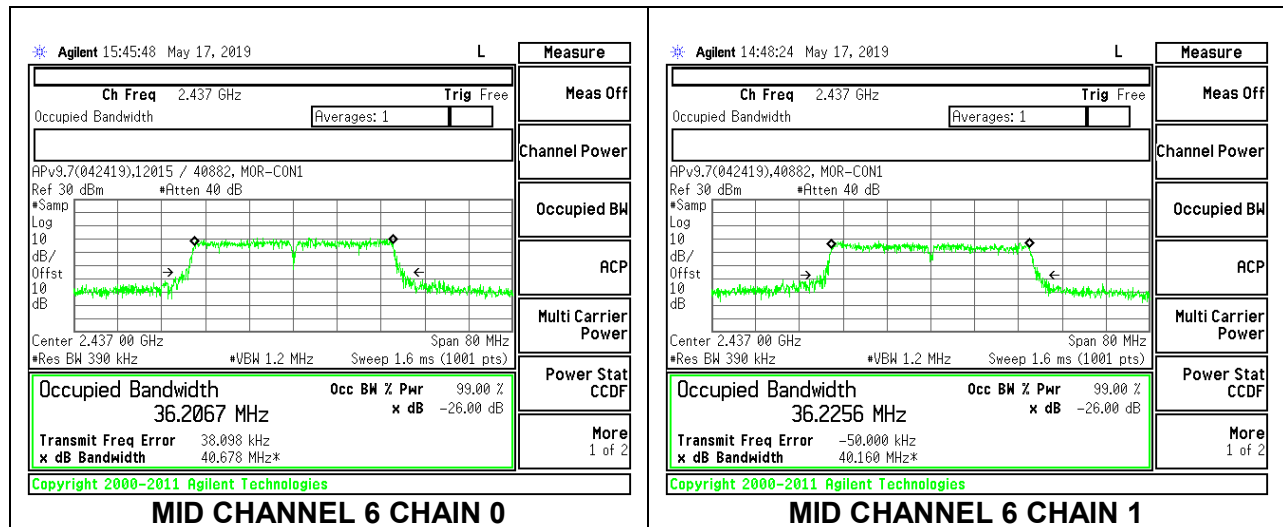 Agilent 15:45:48 May 17, 2019 L
Measure
Ch Freq 2.437 GHz Trig Free
Meas Off
Occupied Bandwidth Averages: 1
Channel Power
APv9.7(042419),12015 / 40882, MOR-CON1
Ref 30 dBm #Atten 40 dB
#Samp
Occupied BW
Log
10
dB/
ACP
Offst
10
dB
Multi Carrier
Power
Center 2.437 00 GHz Span 80 MHz
#Res BW 390 kHz #VBW 1.2 MHz Sweep 1.6 ms (1001 pts)
Power Stat
CCDF
Occupied Bandwidth Occ BW % Pwr 99.00 %
36.2067 MHz x dB -26.00 dB
More
1 of 2
Transmit Freq Error 38.098 kHz
x dB Bandwidth 40.678 MHz*
Copyright 2000-2011 Agilent Technologies
MID CHANNEL 6 CHAIN 0
Agilent 14:48:24 May 17, 2019 L
Measure
Ch Freq 2.437 GHz Trig Free
Meas Off
Occupied Bandwidth Averages: 1
Channel Power
APv9.7(042419),40882, MOR-CON1
Ref 30 dBm #Atten 40 dB
#Samp
Occupied BW
Log
10
dB/
ACP
Offst
10
dB
Multi Carrier
Power
Center 2.437 00 GHz Span 80 MHz
#Res BW 390 kHz #VBW 1.2 MHz Sweep 1.6 ms (1001 pts)
Power Stat
CCDF
Occupied Bandwidth Occ BW % Pwr 99.00 %
36.2256 MHz x dB -26.00 dB
More
1 of 2
Transmit Freq Error -50.000 kHz
x dB Bandwidth 40.160 MHz*
Copyright 2000-2011 Agilent Technologies
MID CHANNEL 6 CHAIN 1